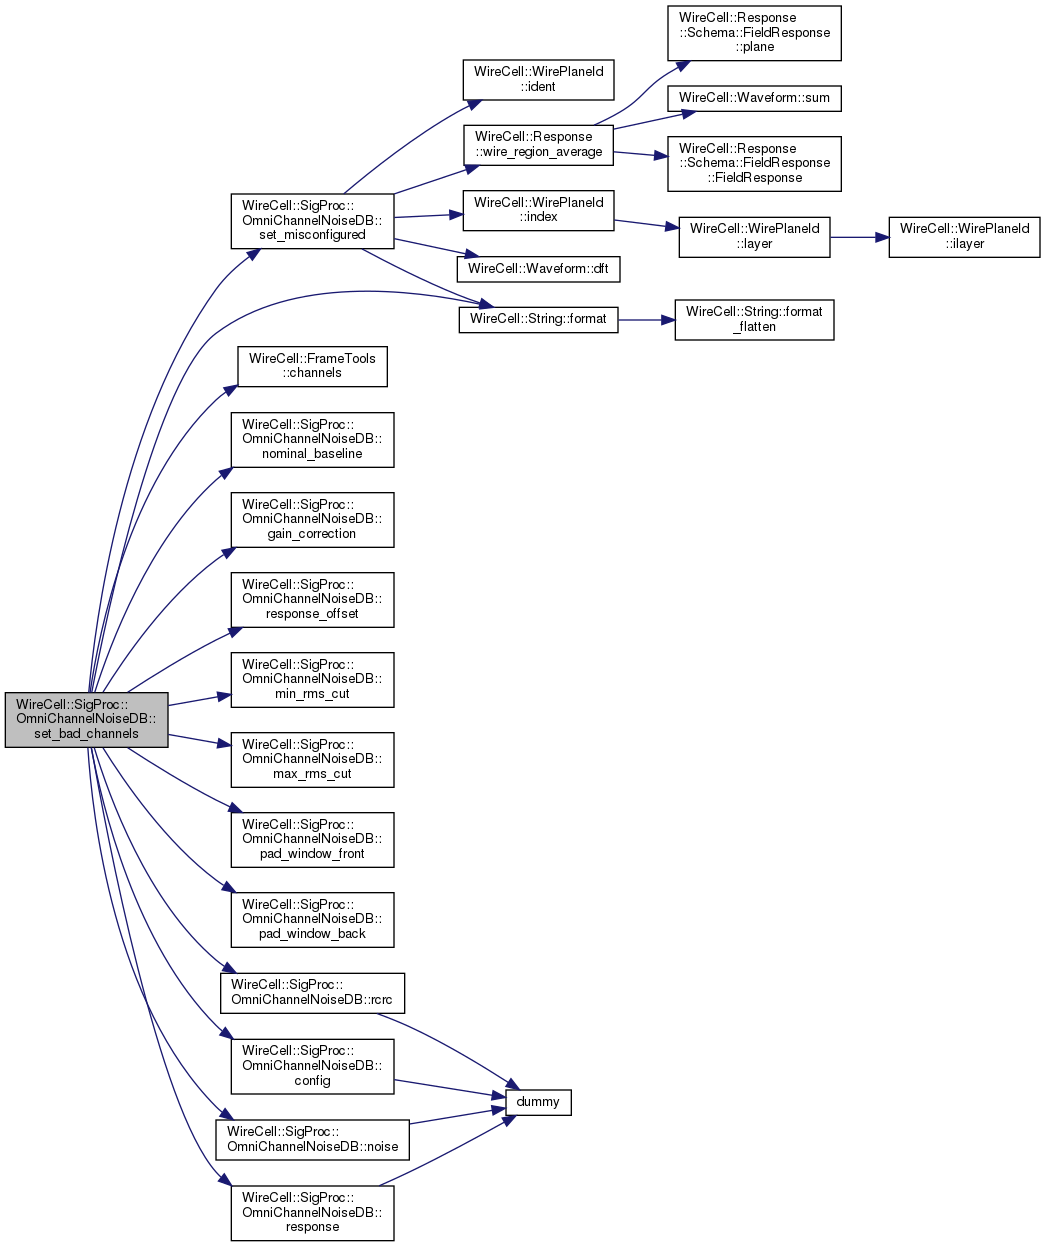 WireCell::Response
::Schema::FieldResponse
::plane
WireCell::WirePlaneId
::ident
WireCell::Waveform::sum
WireCell::Response
::wire_region_average
WireCell::Response
::Schema::FieldResponse
::FieldResponse
WireCell::SigProc::
OmniChannelNoiseDB::
set_misconfigured
WireCell::WirePlaneId
::index
WireCell::WirePlaneId
::layer
WireCell::WirePlaneId
::ilayer
WireCell::Waveform::dft
WireCell::String::format
WireCell::String::format
_flatten
WireCell::FrameTools
::channels
WireCell::SigProc::
OmniChannelNoiseDB::
nominal_baseline
WireCell::SigProc::
OmniChannelNoiseDB::
gain_correction
WireCell::SigProc::
OmniChannelNoiseDB::
response_offset
WireCell::SigProc::
OmniChannelNoiseDB::
min_rms_cut
WireCell::SigProc::
OmniChannelNoiseDB::
set_bad_channels
WireCell::SigProc::
OmniChannelNoiseDB::
max_rms_cut
WireCell::SigProc::
OmniChannelNoiseDB::
pad_window_front
WireCell::SigProc::
OmniChannelNoiseDB::
pad_window_back
WireCell::SigProc::
OmniChannelNoiseDB::rcrc
WireCell::SigProc::
OmniChannelNoiseDB::
config
dummy
WireCell::SigProc::
OmniChannelNoiseDB::noise
WireCell::SigProc::
OmniChannelNoiseDB::
response